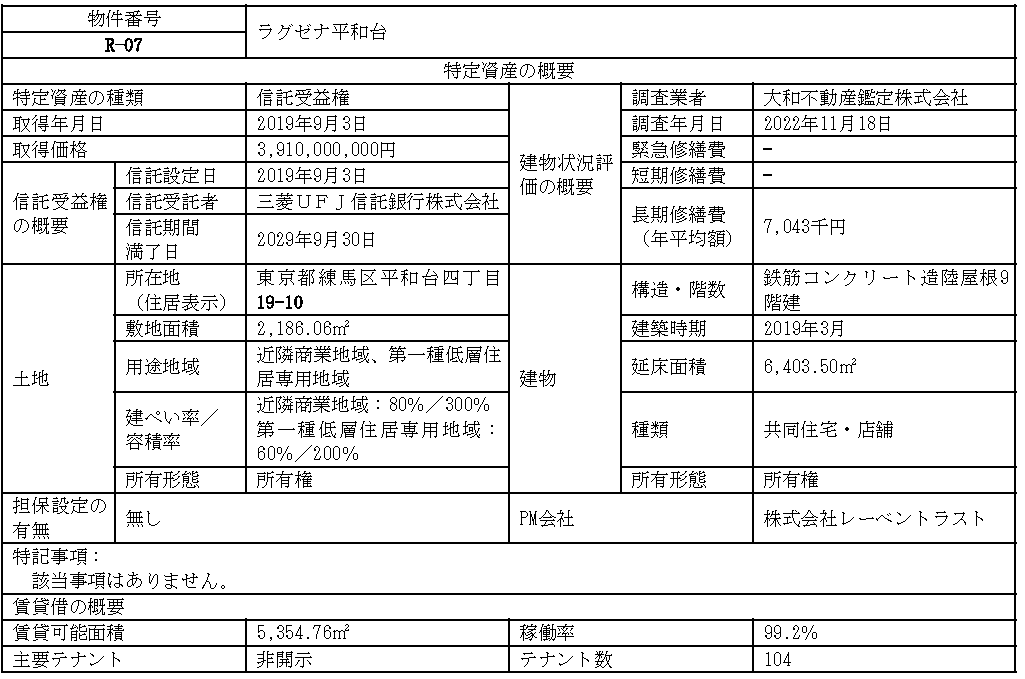 物件番号
R-07
ラグゼナ平和台
特定資産の概要
特定資産の種類
信託受益権
取得年月日
2019年9月3日
取得価格
3,910,000,000円
信託受益権
の概要
信託設定日
2019年9月3日
信託受託者
三菱ＵＦＪ信託銀行株式会社
信託期間
満了日
2029年9月30日
建物状況評
価の概要
調査業者
大和不動産鑑定株式会社
調査年月日
2022年11月18日
緊急修繕費
-
短期修繕費
-
長期修繕費
（年平均額）
7,043千円
土地
所在地
（住居表示）
東京都練馬区平和台四丁目
19-10
敷地面積
2,186.06㎡
用途地域
近隣商業地域、第一種低層住
居専用地域
建ぺい率／
容積率
近隣商業地域：80%／300%
第一種低層住居専用地域：
60%／200%
所有形態
所有権
建物
構造・階数
鉄筋コンクリート造陸屋根9
階建
建築時期
2019年3月
延床面積
6,403.50㎡
種類
共同住宅・店舗
所有形態
所有権
担保設定の
有無
無し
PM会社
株式会社レーベントラスト
特記事項：
該当事項はありません。
賃貸借の概要
賃貸可能面積
5,354.76㎡
稼働率
99.2%
主要テナント
非開示
テナント数
104